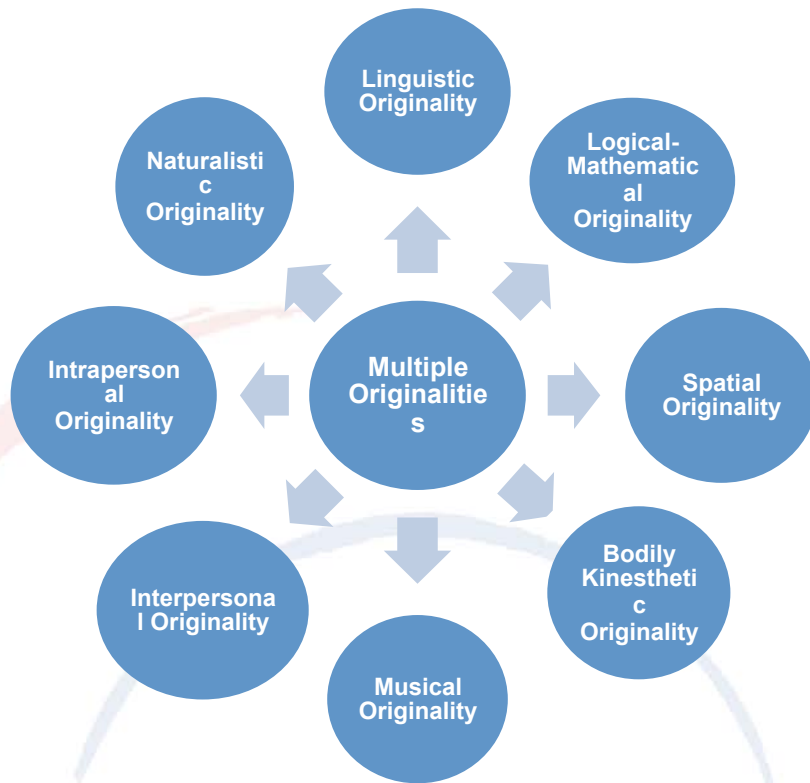 Linguistic
Originality
Logical-
Mathematic
al
Originality
Spatial
Originality
Bodily
Kinestheti
c
Originality
Musical
Originality
Interpersona
l Originality
Intraperson
al
Originality
Naturalisti
c
Originality
Multiple
Originalitie
s